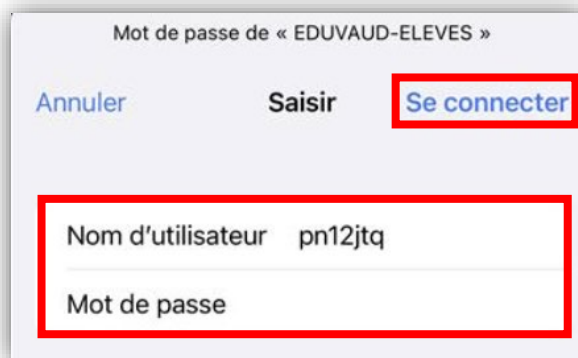 Mot de passe de « EDUVAUD-ELEVES »
Annuler Saisir Se connecter
Nom d’utilisateur pn12jtq
Mot de passe